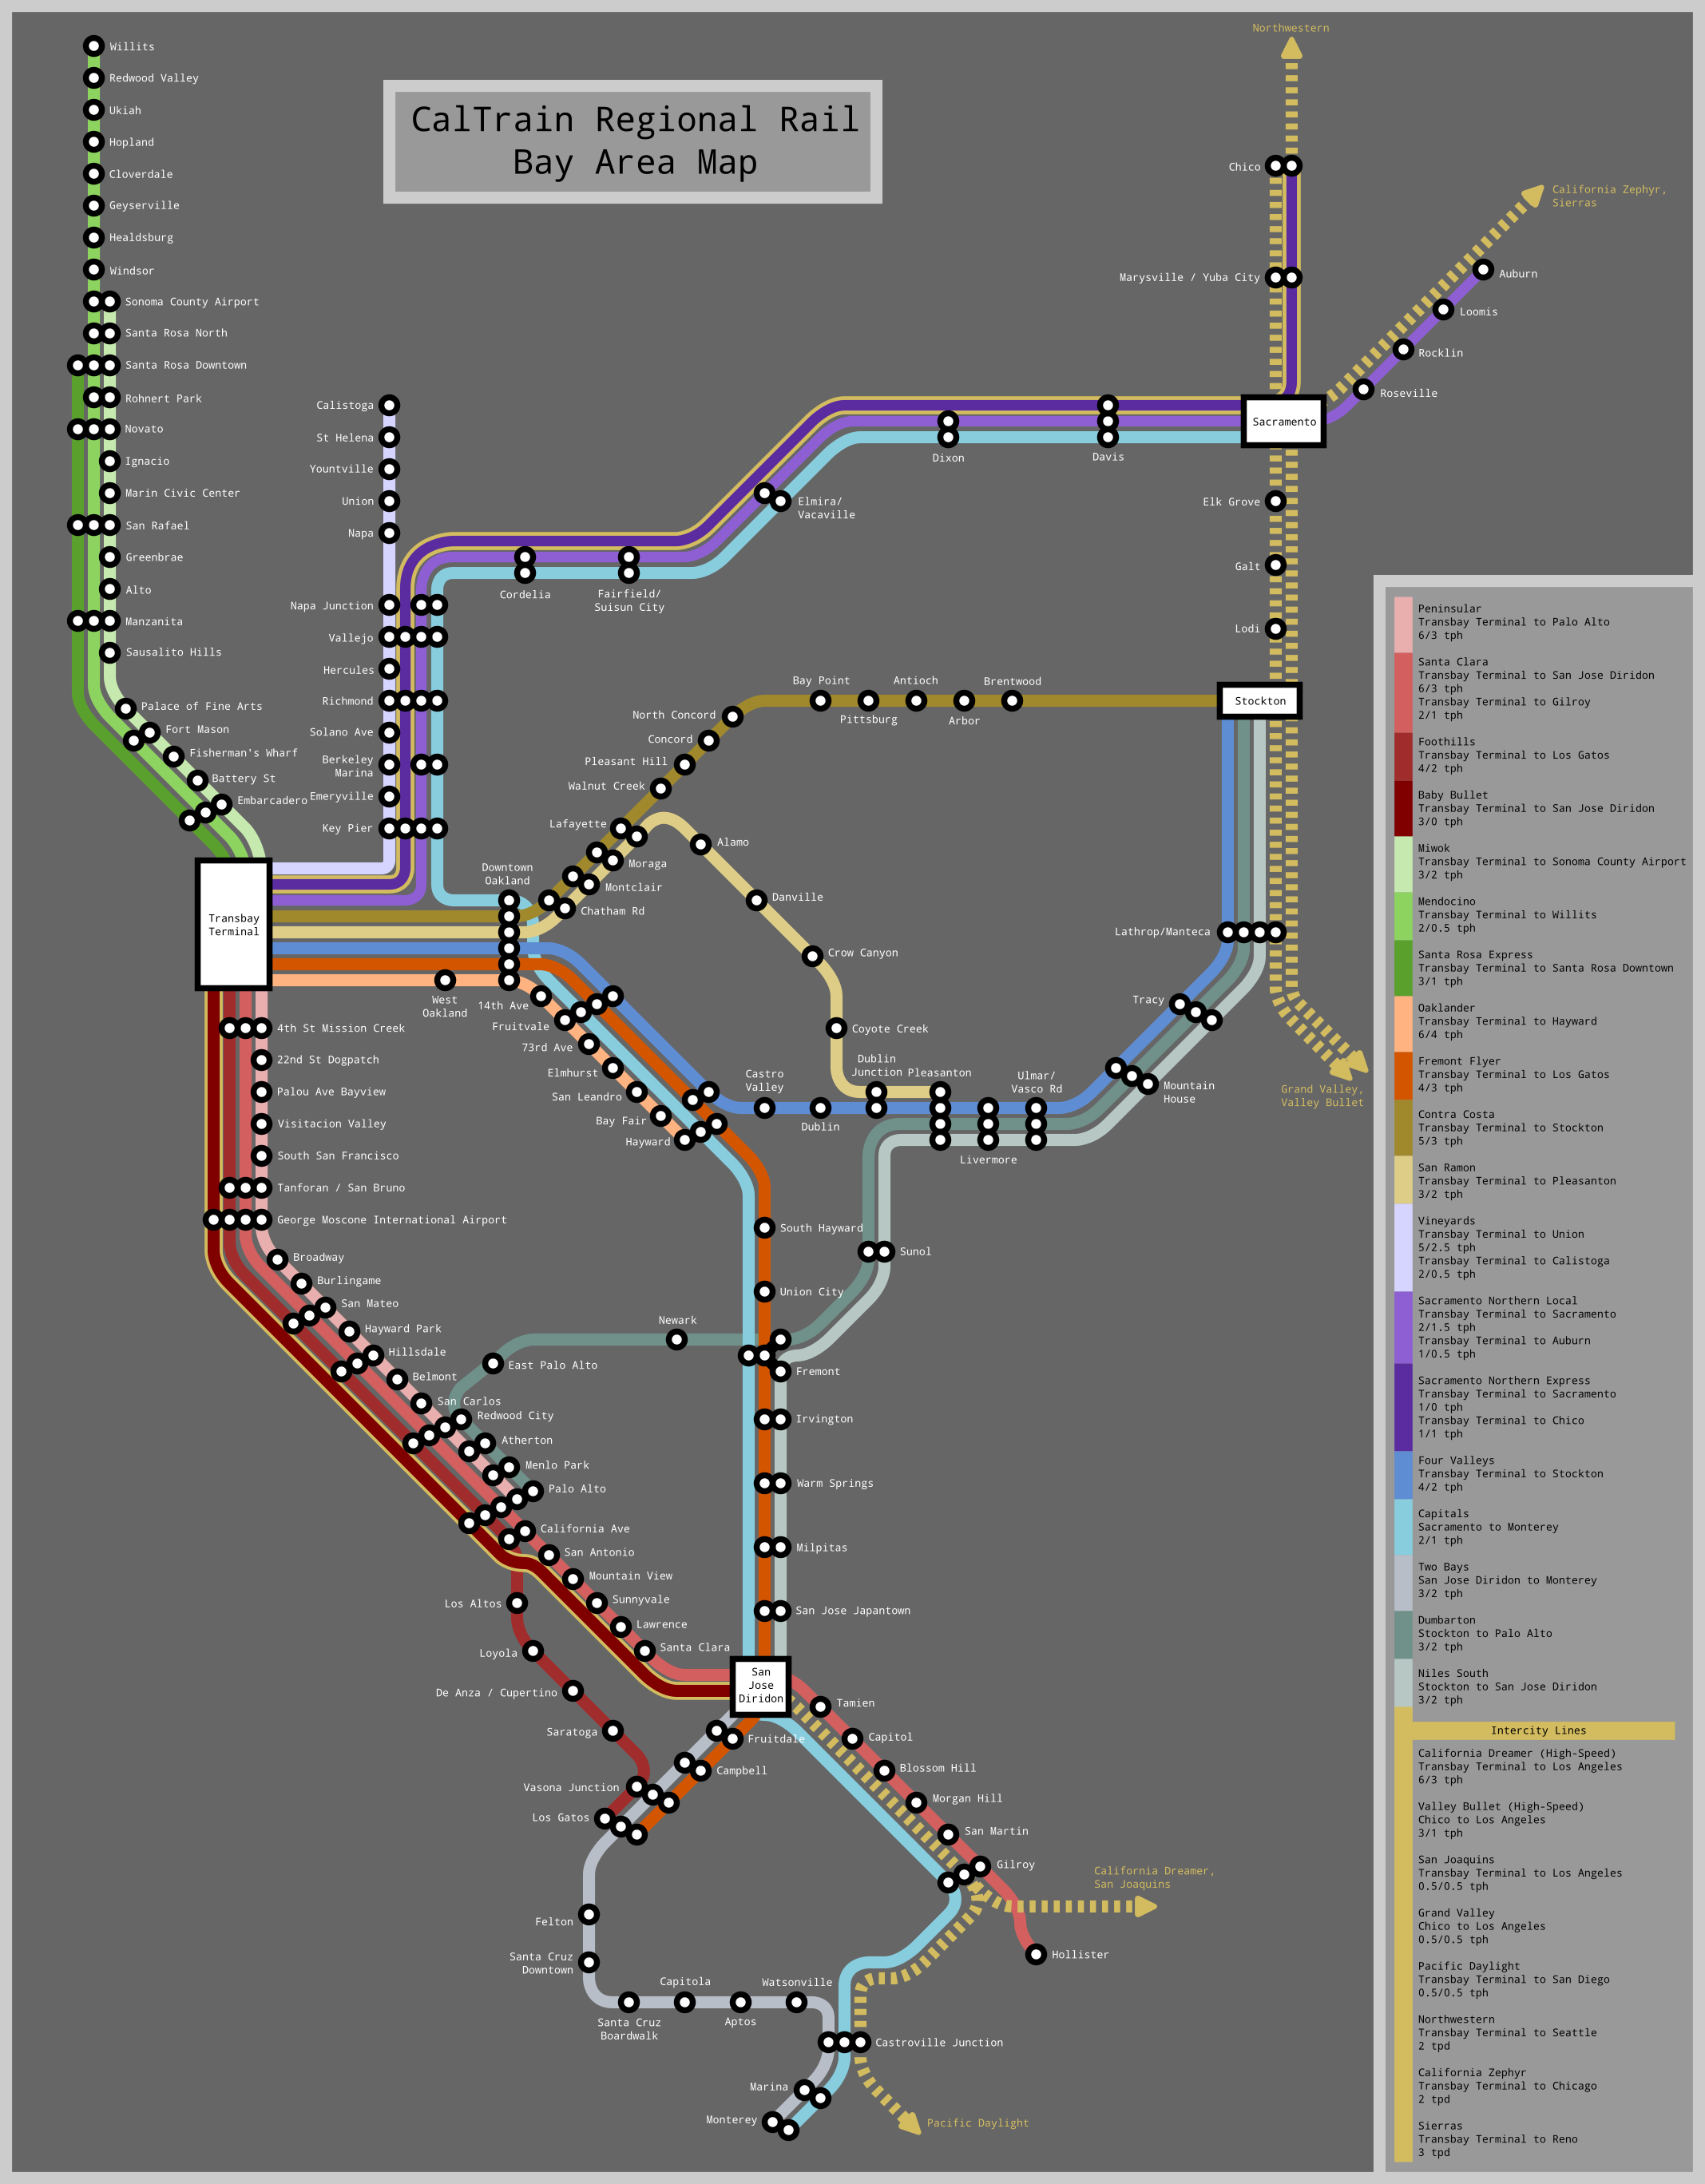 Northwestern
Willits
Redwood Valley
Ukiah
Hopland
Cloverdale
Geyserville
Healdsburg
Windsor
Sonoma County Airport
Santa Rosa North
Santa Rosa Downtown
Rohnert Park
Novato
Ignacio
Marin Civic Center
San Rafael
Greenbrae
Alto
Manzanita
Sausalito Hills
Palace of Fine Arts
Fort Mason
Fisherman's Wharf
Battery St
Embarcadero
CalTrain Regional Rail
Bay Area Map
Chico
Marysville / Yuba City
California Zephyr,
Sierras
Auburn
Loomis
Rocklin
Roseville
Sacramento
Calistoga
St Helena
Yountville
Union
Napa
Napa Junction
Vallejo
Hercules
Richmond
Solano Ave
Berkeley
Marina
Emeryville
Key Pier
Cordelia
Fairfield/
Suisun City
Elmira/
Vacaville
Dixon
Davis
Elk Grove
Galt
Lodi
Stockton
Bay Point
Pittsburg
Antioch
Arbor
Brentwood
North Concord
Concord
Pleasant Hill
Walnut Creek
Lafayette
Moraga
Montclair
Chatham Rd
Downtown
Oakland
Transbay
Terminal
Alamo
Danville
Crow Canyon
Coyote Creek
Dublin
Junction
Pleasanton
Ulmar/
Vasco Rd
Castro
Valley
Dublin
Livermore
Mountain
House
Tracy
Lathrop/Manteca
Grand Valley,
Valley Bullet
West
Oakland
14th Ave
Fruitvale
73rd Ave
Elmhurst
San Leandro
Bay Fair
Hayward
South Hayward
Union City
Sunol
Newark
East Palo Alto
Fremont
Irvington
Warm Springs
Milpitas
San Jose Japantown
4th St Mission Creek
22nd St Dogpatch
Palou Ave Bayview
Visitacion Valley
South San Francisco
Tanforan / San Bruno
George Moscone International Airport
Broadway
Burlingame
San Mateo
Hayward Park
Hillsdale
Belmont
San Carlos
Redwood City
Atherton
Menlo Park
Palo Alto
California Ave
San Antonio
Mountain View
Sunnyvale
Lawrence
Santa Clara
San
Jose
Diridon
Los Altos
Loyola
De Anza / Cupertino
Saratoga
Vasona Junction
Los Gatos
Fruitdale
Campbell
Tamien
Capitol
Blossom Hill
Morgan Hill
San Martin
Gilroy
Hollister
California Dreamer,
San Joaquins
Felton
Santa Cruz
Downtown
Santa Cruz
Boardwalk
Capitola
Aptos
Watsonville
Castroville Junction
Marina
Monterey
Pacific Daylight
Peninsular
Transbay Terminal to Palo Alto
6/3 tph
Santa Clara
Transbay Terminal to San Jose Diridon
6/3 tph
Transbay Terminal to Gilroy
2/1 tph
Foothills
Transbay Terminal to Los Gatos
4/2 tph
Baby Bullet
Transbay Terminal to San Jose Diridon
3/0 tph
Miwok
Transbay Terminal to Sonoma County Airport
3/2 tph
Mendocino
Transbay Terminal to Willits
2/0.5 tph
Santa Rosa Express
Transbay Terminal to Santa Rosa Downtown
3/1 tph
Oaklander
Transbay Terminal to Hayward
6/4 tph
Fremont Flyer
Transbay Terminal to Los Gatos
4/3 tph
Contra Costa
Transbay Terminal to Stockton
5/3 tph
San Ramon
Transbay Terminal to Pleasanton
3/2 tph
Vineyards
Transbay Terminal to Union
5/2.5 tph
Transbay Terminal to Calistoga
2/0.5 tph
Sacramento Northern Local
Transbay Terminal to Sacramento
2/1.5 tph
Transbay Terminal to Auburn
1/0.5 tph
Sacramento Northern Express
Transbay Terminal to Sacramento
1/0 tph
Transbay Terminal to Chico
1/1 tph
Four Valleys
Transbay Terminal to Stockton
4/2 tph
Capitals
Sacramento to Monterey
2/1 tph
Two Bays
San Jose Diridon to Monterey
3/2 tph
Dumbarton
Stockton to Palo Alto
3/2 tph
Niles South
Stockton to San Jose Diridon
3/2 tph
Intercity Lines
California Dreamer (High-Speed)
Transbay Terminal to Los Angeles
6/3 tph
Valley Bullet (High-Speed)
Chico to Los Angeles
3/1 tph
San Joaquins
Transbay Terminal to Los Angeles
0.5/0.5 tph
Grand Valley
Chico to Los Angeles
0.5/0.5 tph
Pacific Daylight
Transbay Terminal to San Diego
0.5/0.5 tph
Northwestern
Transbay Terminal to Seattle
2 tpd
California Zephyr
Transbay Terminal to Chicago
2 tpd
Sierras
Transbay Terminal to Reno
3 tpd